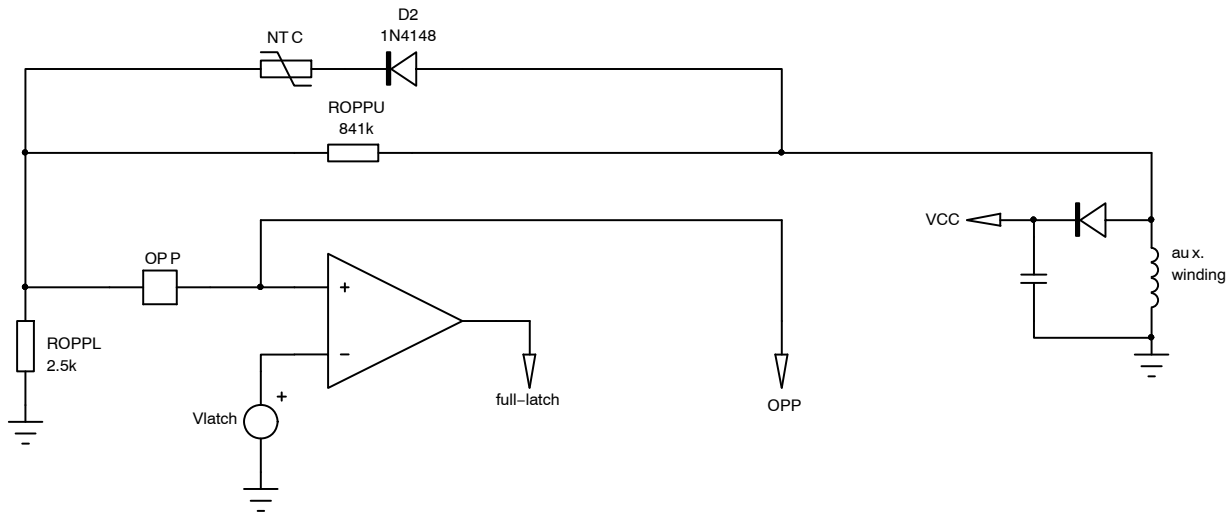 D2
1N4148
NTC
ROPPU
841k
VCC
aux.
winding
OPP
+
−
ROPPL
2.5k
Vlatch
+
full−latch
OPP